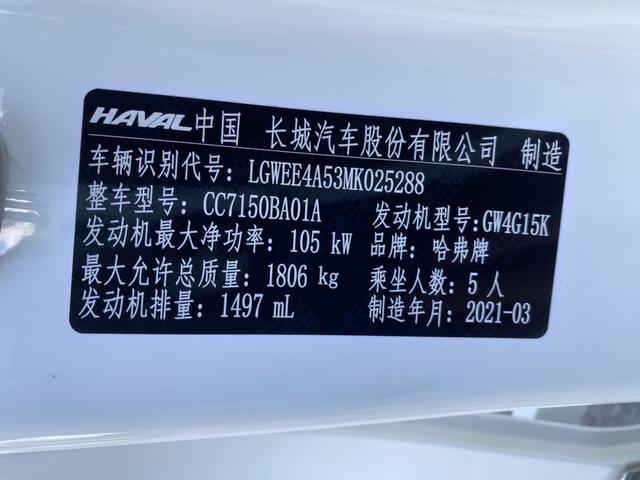 HAVAL中国 长城汽车股份有限公司 制造
车辆识别代号: LGWEE4A53MK025288
整车型号: CC7150BA01A 发动机型号:GW4G15K
发动机最大净功率: 105 kW 品牌: 哈弗牌
最大允许总质量: 1806 kg 乘坐人数: 5 人
发动机排量: 1497 mL 制造年月: 2021-03